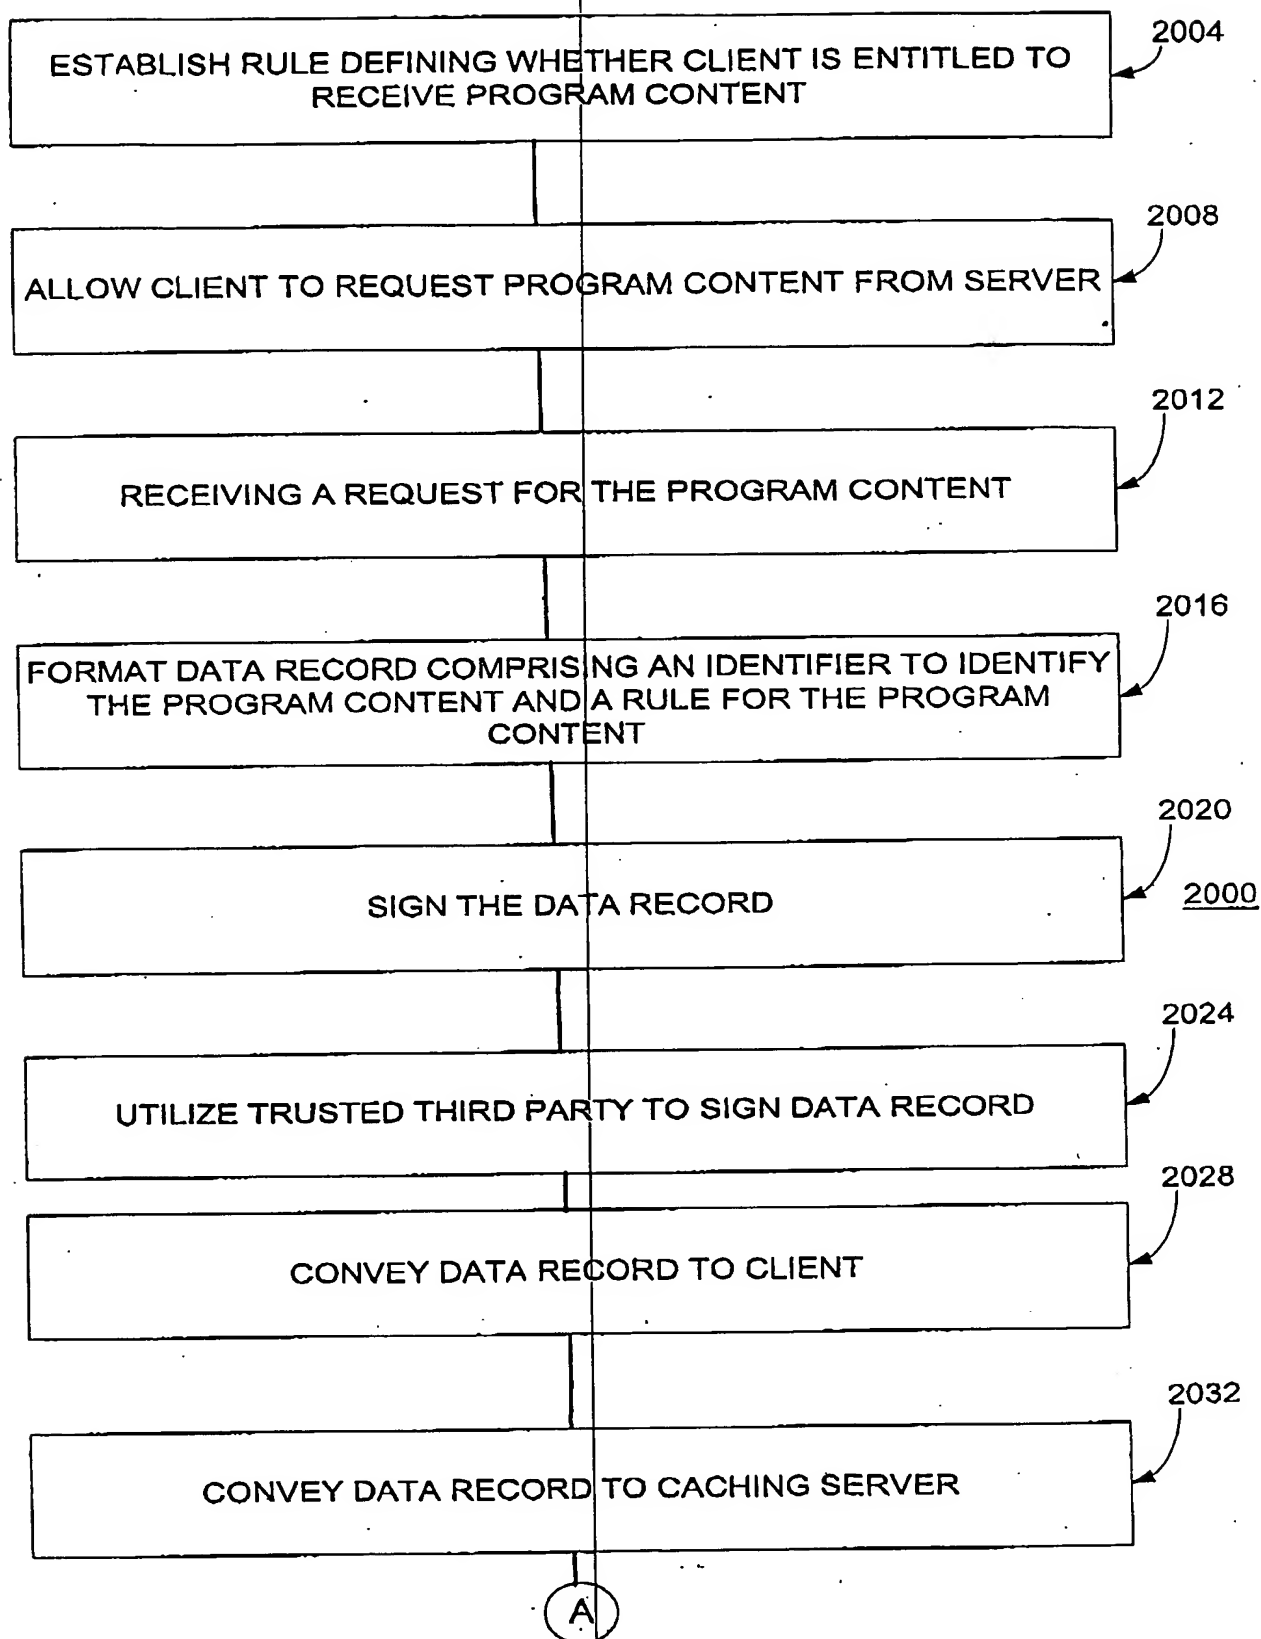 2004
ESTABLISH RULE DEFINING WHETHER CLIENT IS ENTITLED TO
RECEIVE PROGRAM CONTENT
2008
ALLOW CLIENT TO REQUEST PROGRAM CONTENT FROM SERVER
2012
RECEIVING A REQUEST FOR THE PROGRAM CONTENT
2016
FORMAT DATA RECORD COMPRISING AN IDENTIFIER TO IDENTIFY
THE PROGRAM CONTENT AND A RULE FOR THE PROGRAM
CONTENT
2020
SIGN THE DATA RECORD
2000
2024
UTILIZE TRUSTED THIRD PARTY TO SIGN DATA RECORD
2028
CONVEY DATA RECORD TO CLIENT
2032
CONVEY DATA RECORD TO CACHING SERVER
A